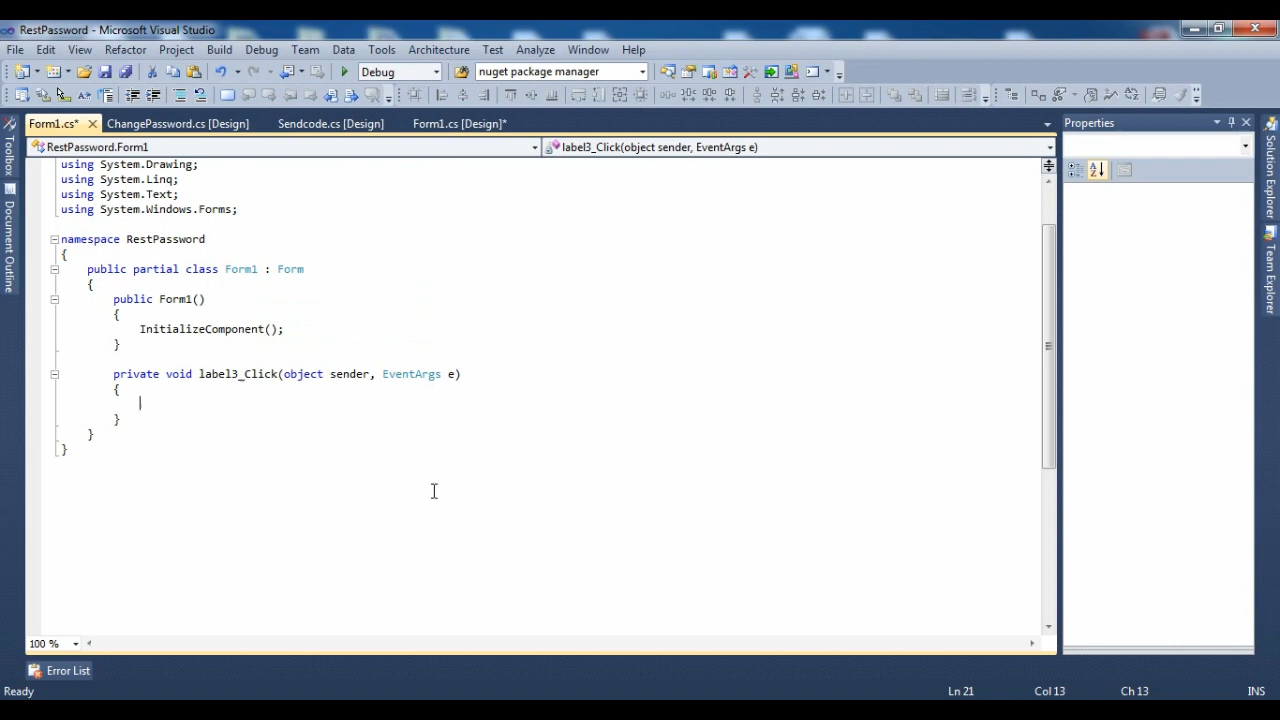 RestPassword - Microsoft Visual Studio
File Edit View Refactor Project Build Debug Team Data Tools Architecture Test Analyze Window Help
Debug nuget package manager
Form1.cs* ChangePassword.cs [Design] Sendcode.cs [Design] Form1.cs [Design]*
Properties
RestPassword.Form1 label3_Click(object sender, EventArgs e)
Toolbox
Document Outline
Solution Explorer
Team Explorer
using System.Drawing;
using System.Linq;
using System.Text;
using System.Windows.Forms;
namespace RestPassword
{
public partial class Form1 : Form
{
public Form1()
{
InitializeComponent();
}
private void label3_Click(object sender, EventArgs e)
{
}
}
}
100 %
Error List
Ready Ln 21 Col 13 Ch 13 INS